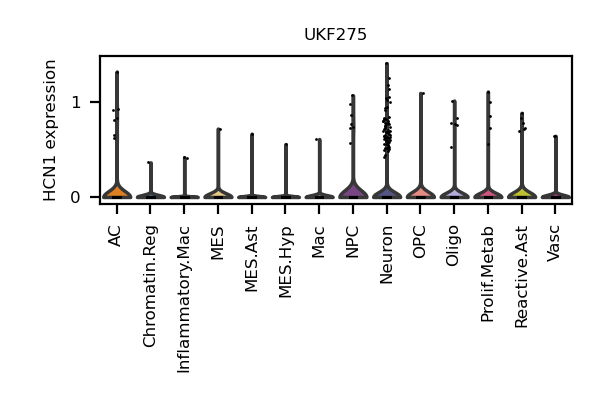 UKF275
HCN1 expression
1
0
AC
Chromatin.Reg
Inflammatory.Mac
MES
MES.Ast
MES.Hyp
Mac
NPC
Neuron
OPC
Oligo
Prolif.Metab
Reactive.Ast
Vasc